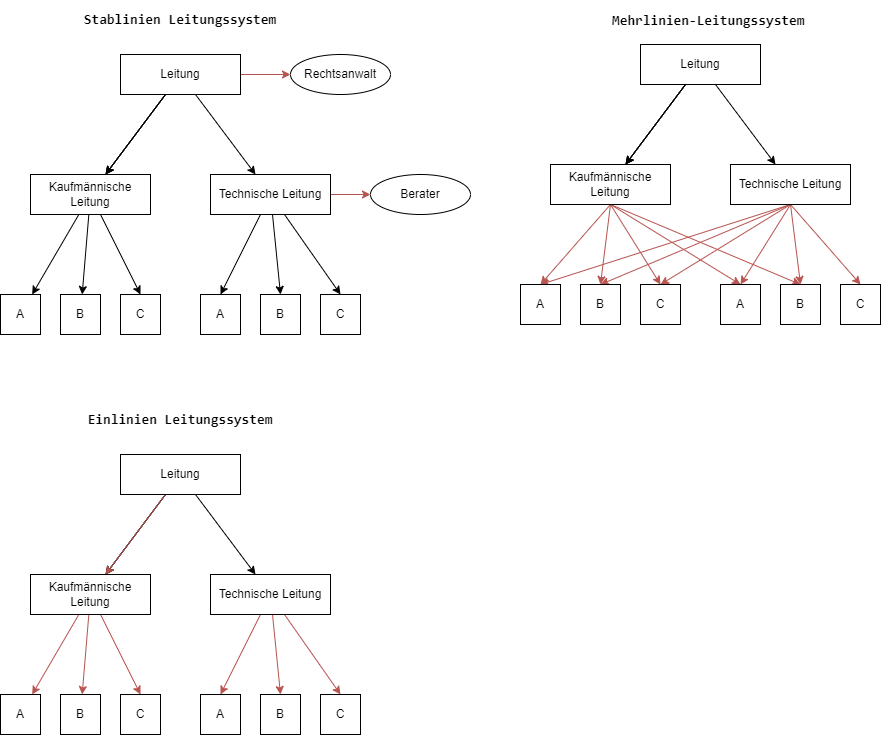 Stablinien Leitungssystem
Leitung
Rechtsanwalt
Kaufmännische
Leitung
Technische Leitung
Berater
A
B
C
A
B
C
Mehrlinien-Leitungssystem
Leitung
Kaufmännische
Leitung
Technische Leitung
A
B
C
A
B
C
Einlinien Leitungssystem
Leitung
Kaufmännische
Leitung
Technische Leitung
A
B
C
A
B
C